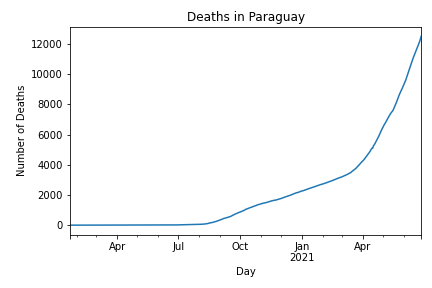 Deaths in Paraguay
12000
10000
8000
6000
4000
2000
0
Number of Deaths
Apr
Jul
Oct
Jan
2021
Apr
Day